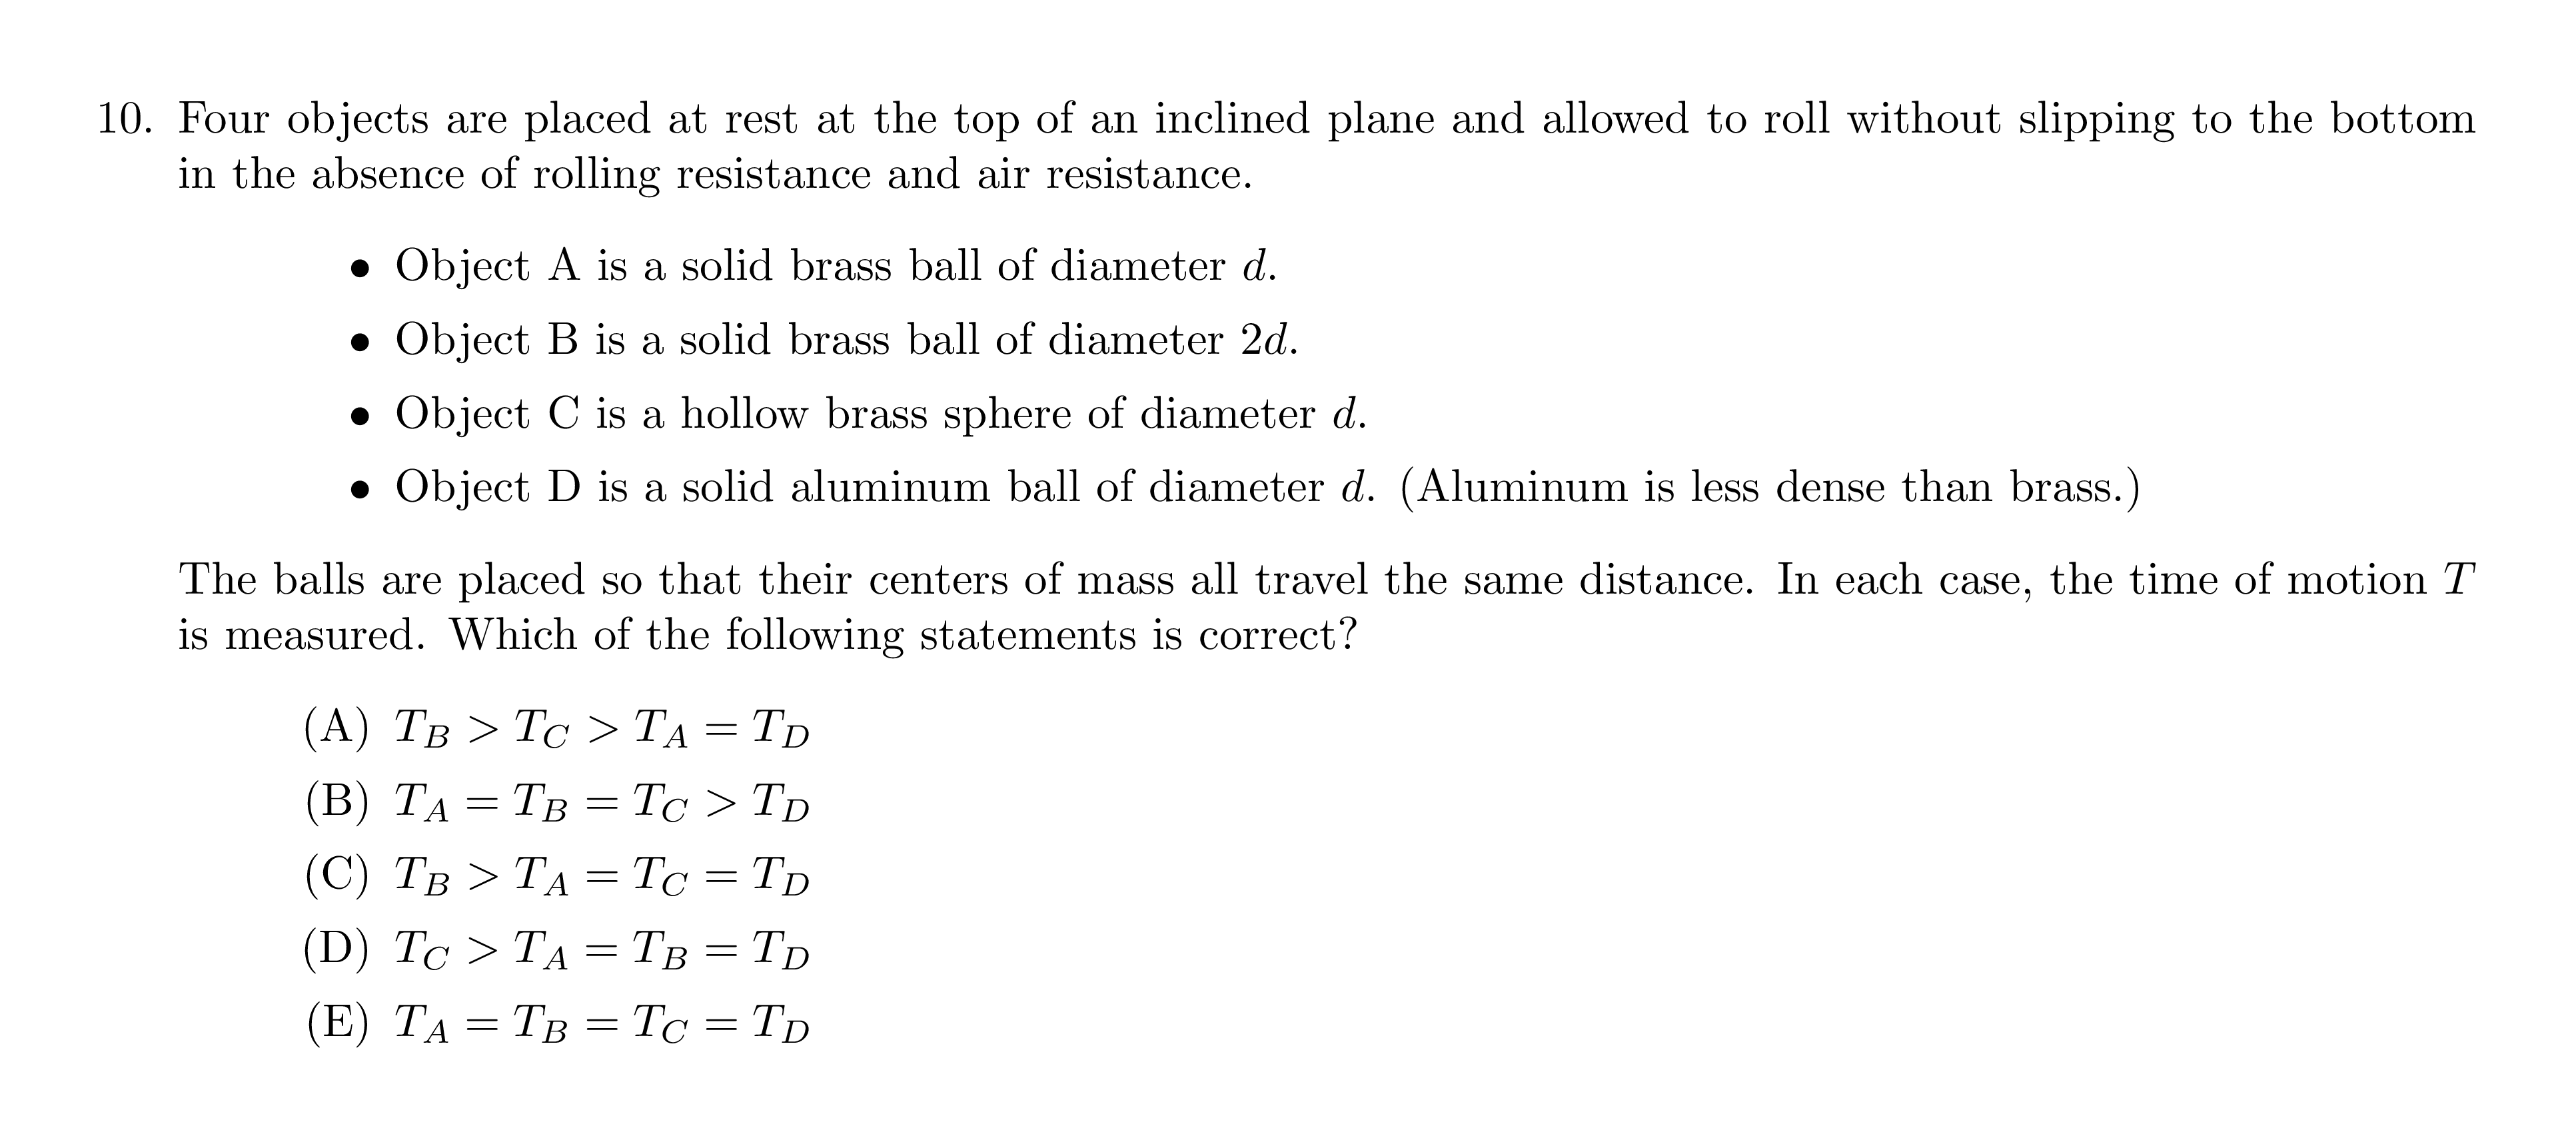 10. Four objects are placed at rest at the top of an inclined plane and allowed to roll without slipping to the bottom
in the absence of rolling resistance and air resistance.
• Object A is a solid brass ball of diameter d.
• Object B is a solid brass ball of diameter 2d.
• Object C is a hollow brass sphere of diameter d.
• Object D is a solid aluminum ball of diameter d. (Aluminum is less dense than brass.)
The balls are placed so that their centers of mass all travel the same distance. In each case, the time of motion T
is measured. Which of the following statements is correct?
(A) T_B > T_C > T_A = T_D
(B) T_A = T_B = T_C > T_D
(C) T_B > T_A = T_C = T_D
(D) T_C > T_A = T_B = T_D
(E) T_A = T_B = T_C = T_D